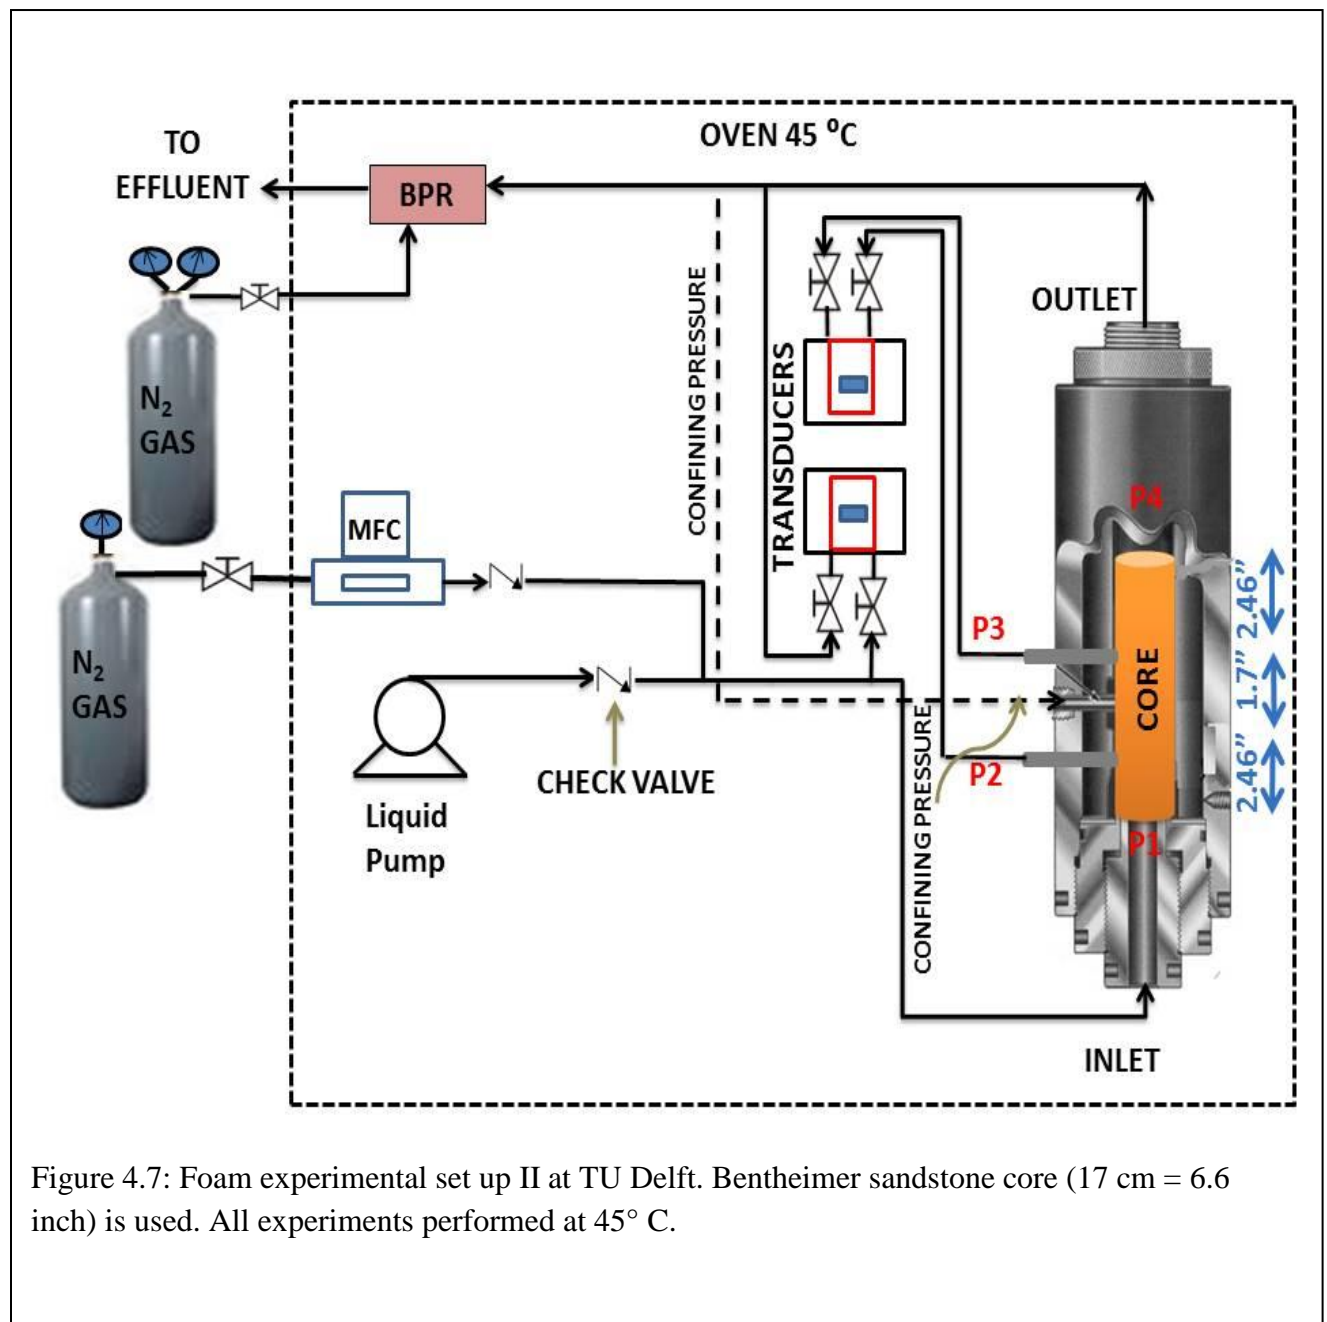 OVEN 45 ⁰C
TO
EFFLUENT
BPR
CONFINING PRESSURE
OUTLET
TRANSDUCERS
N₂
GAS
MFC
P4
N₂
GAS
P3
CORE
2.46”
1.7”
2.46”
CHECK VALVE
CONFINING PRESSURE
P2
Liquid
Pump
P1
INLET
Figure 4.7: Foam experimental set up II at TU Delft. Bentheimer sandstone core (17 cm = 6.6
inch) is used. All experiments performed at 45° C.